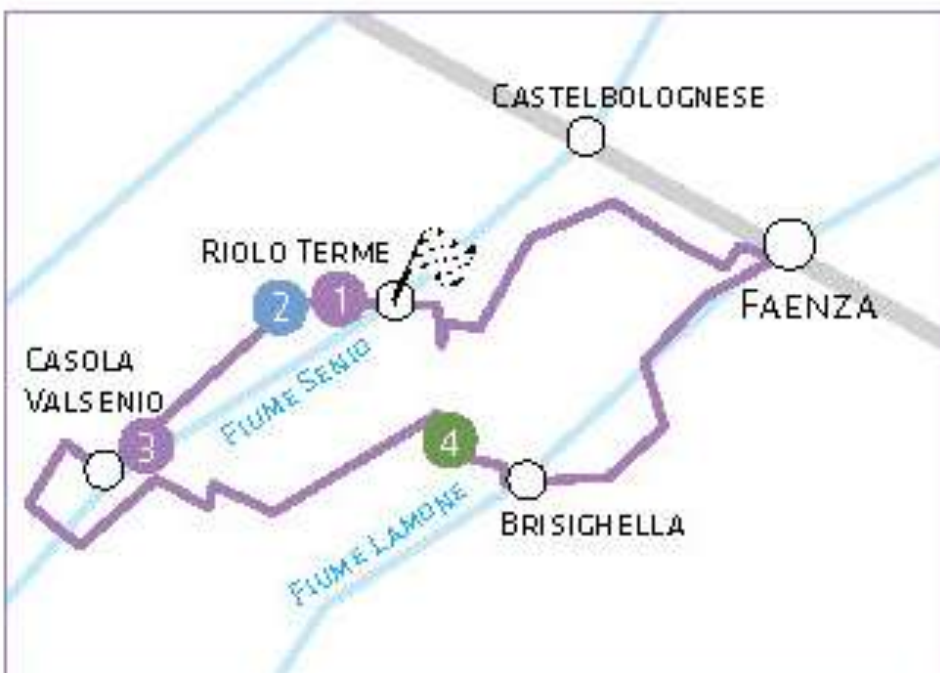 CASTELBOLOGNESE
RIOLO TERME
FAENZA
2
1
CASOLA
VALSENIO
FIUME SENIO
3
4
BRISIGHELLA
FIUME LAMONE